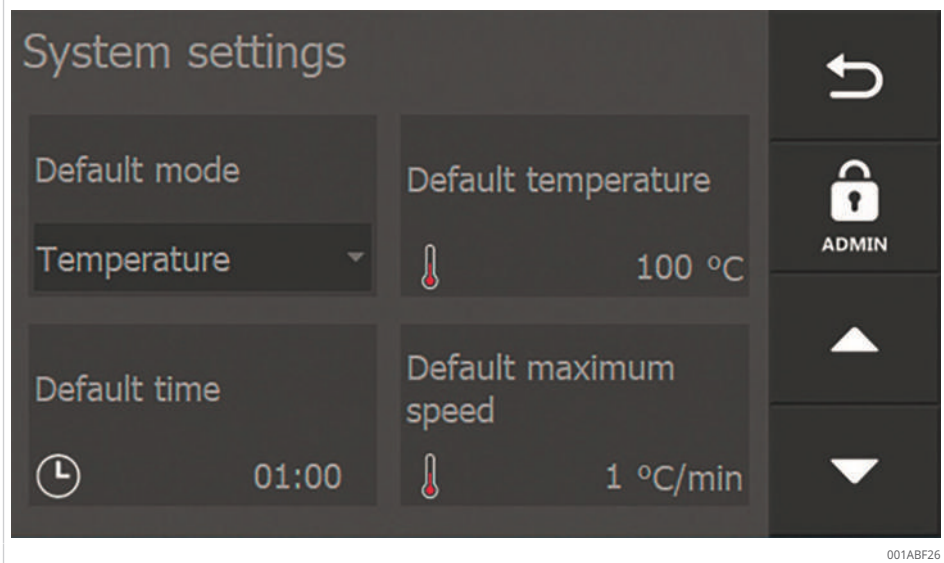 System settings
Default mode
Temperature
Default temperature
100 °C
Default time
01:00
Default maximum
speed
1 °C/min
ADMIN
001ABF26